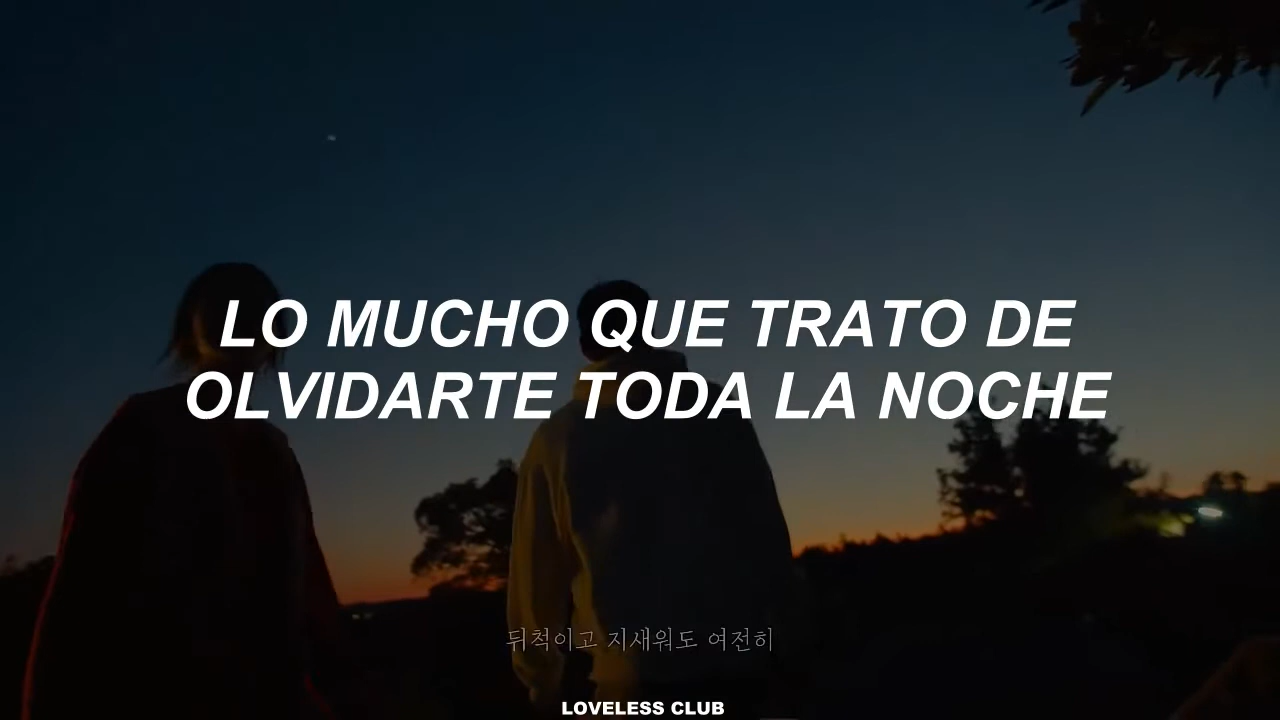 LO MUCHO QUE TRATO DE
OLVIDARTE TODA LA NOCHE
뒤척이고 지새워도 여전히
LOVELESS CLUB